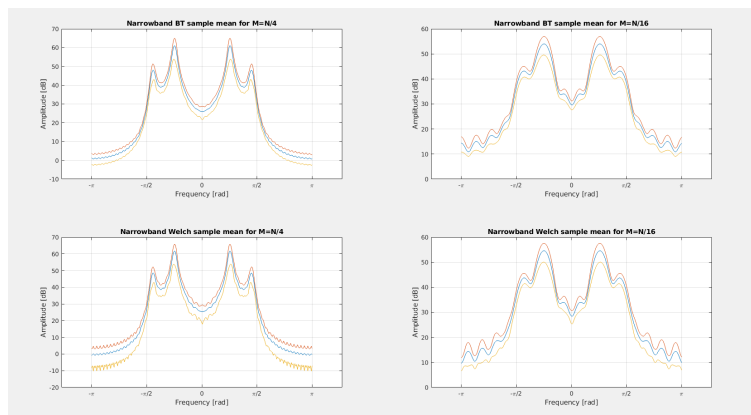 Narrowband BT sample mean for M=N/4
70
60
50
40
30
20
10
0
-10
Amplitude [dB]
-π
-π/2
0
π/2
π
Frequency [rad]
Narrowband BT sample mean for M=N/16
60
50
40
30
20
10
0
Amplitude [dB]
-π
-π/2
0
π/2
π
Frequency [rad]
Narrowband Welch sample mean for M=N/4
70
60
50
40
30
20
10
0
-10
-20
Amplitude [dB]
-π
-π/2
0
π/2
π
Frequency [rad]
Narrowband Welch sample mean for M=N/16
60
50
40
30
20
10
0
Amplitude [dB]
-π
-π/2
0
π/2
π
Frequency [rad]